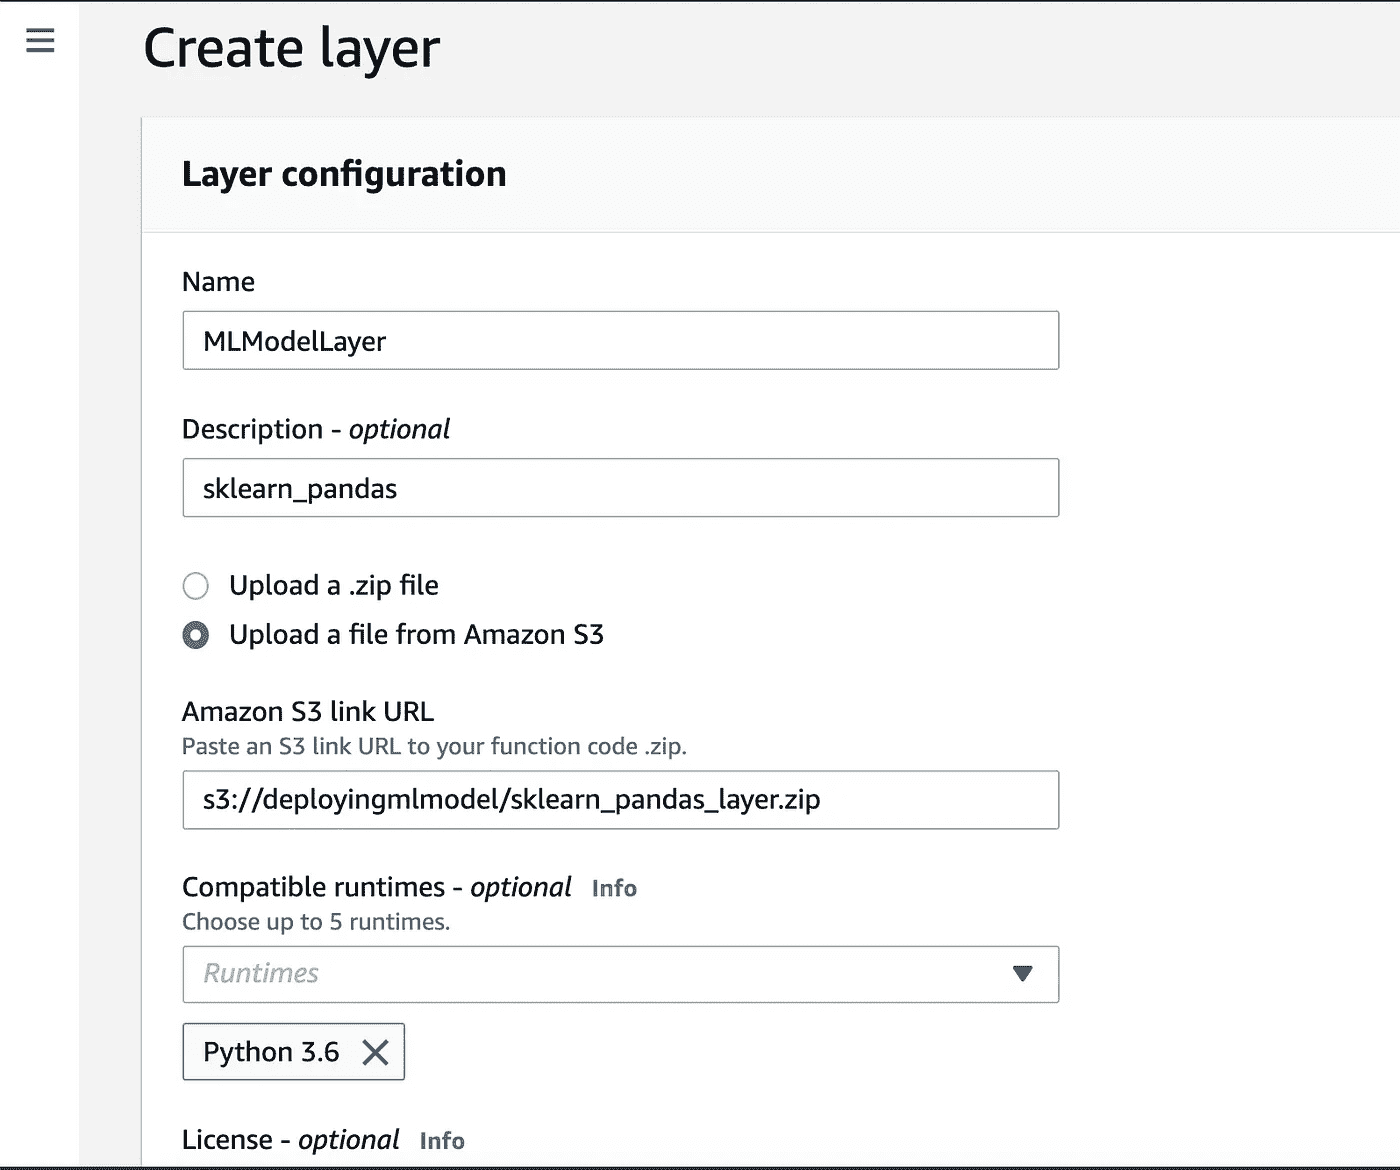 Create layer
Layer configuration
Name
MLModelLayer
Description - optional
sklearn_pandas
Upload a .zip file
Upload a file from Amazon S3
Amazon S3 link URL
Paste an S3 link URL to your function code .zip.
s3://deployingmlmodel/sklearn_pandas_layer.zip
Compatible runtimes - optional Info
Choose up to 5 runtimes.
Runtimes
Python 3.6
License - optional Info